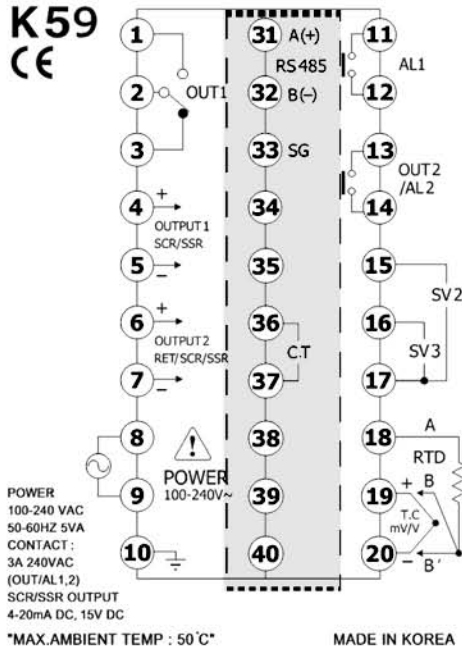 K59
CE
1
2
3
OUT1
4
+
OUTPUT1
SCR/SSR
5
−
6
+
OUTPUT2
RET/SCR/SSR
7
−
8
9
10
POWER
100-240V~
31 A(+)
RS485
32 B(−)
33 SG
34
35
36
C.T
37
38
39
40
11
AL1
12
13
OUT2
/AL2
14
15
SV2
16
SV3
17
18
A
RTD
19
+
B
T.C
mV/V
20
−
B'
POWER
100-240 VAC
50-60HZ 5VA
CONTACT :
3A 240VAC
(OUT/AL1,2)
SCR/SSR OUTPUT
4-20mA DC, 15V DC
"MAX.AMBIENT TEMP : 50°C"
MADE IN KOREA